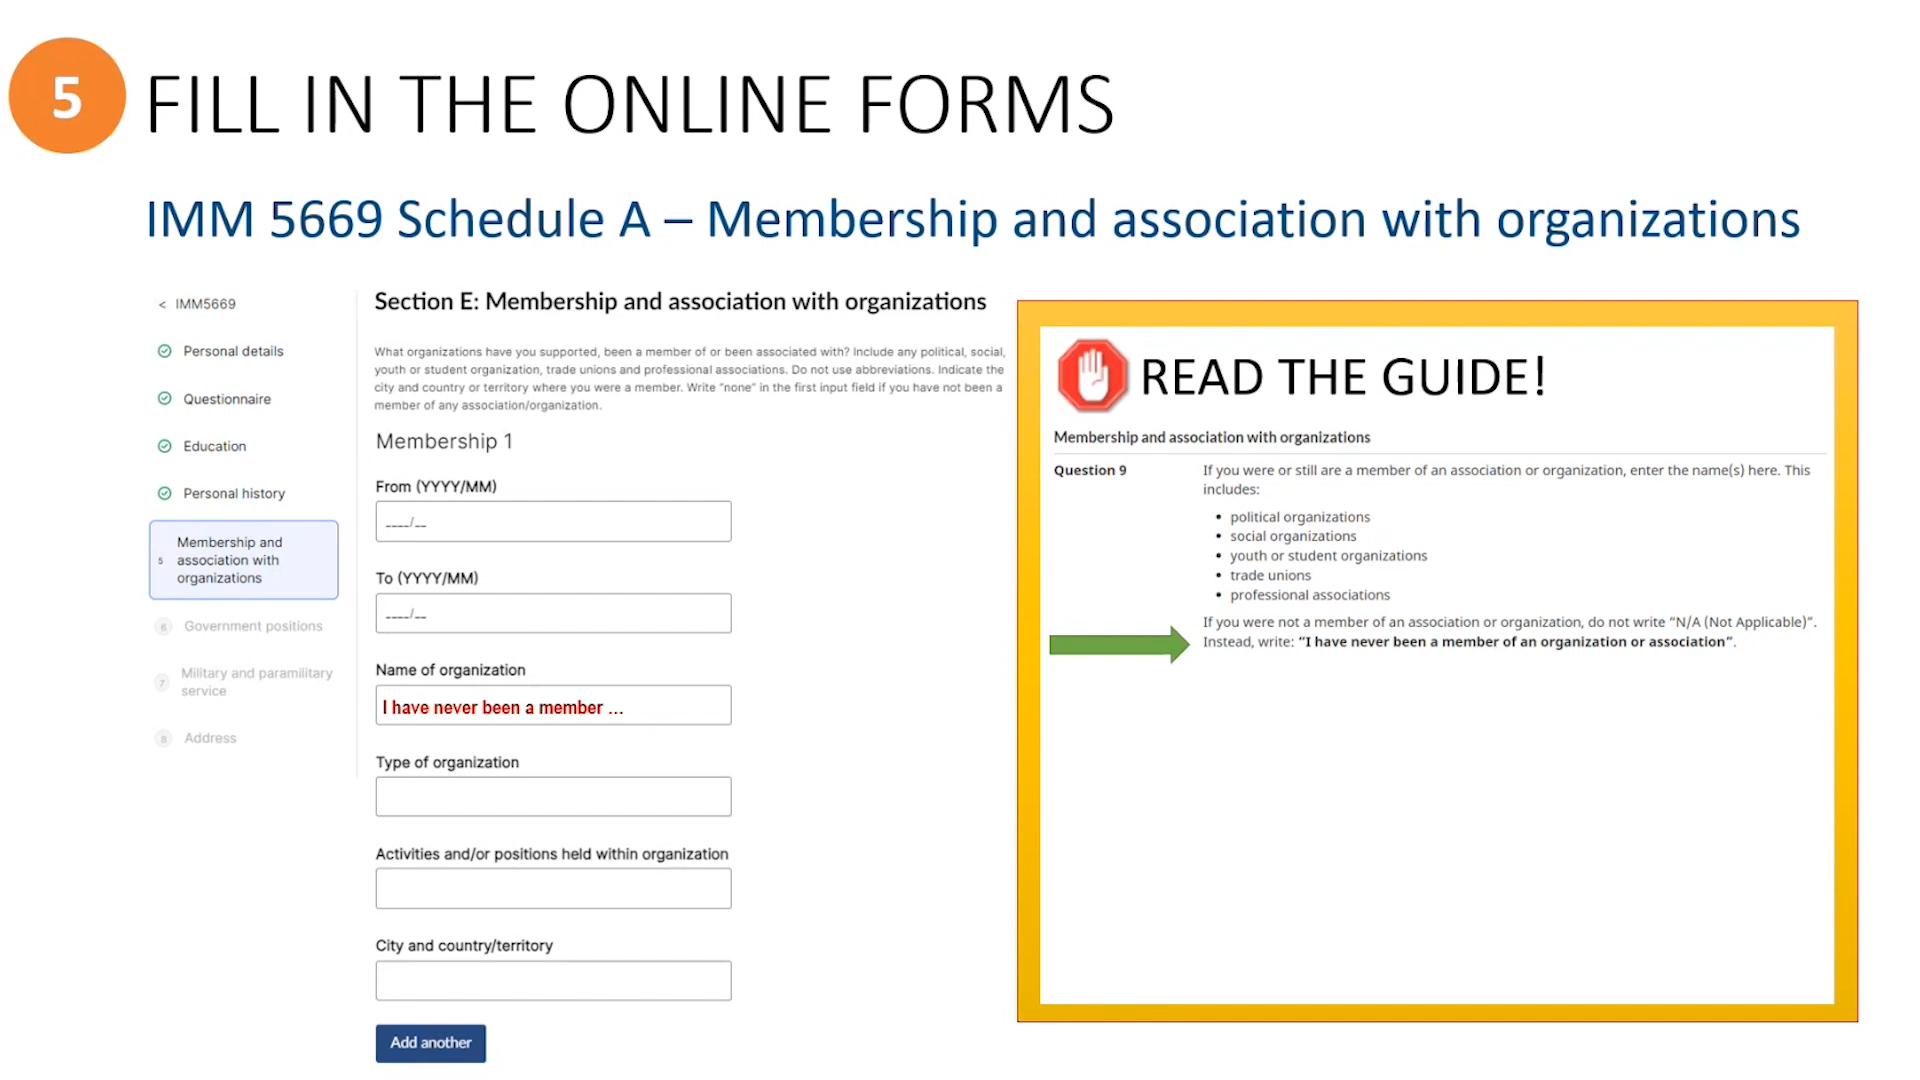 5
FILL IN THE ONLINE FORMS
IMM 5669 Schedule A – Membership and association with organizations
< IMM5669
Personal details
Questionnaire
Education
Personal history
5
Membership and
association with
organizations
6 Government positions
7
Military and paramilitary
service
8 Address
Section E: Membership and association with organizations
What organizations have you supported, been a member of or been associated with? Include any political, social,
youth or student organization, trade unions and professional associations. Do not use abbreviations. Indicate the
city and country or territory where you were a member. Write "none" in the first input field if you have not been a
member of any association/organization.
Membership 1
From (YYYY/MM)
____/__
To (YYYY/MM)
____/__
Name of organization
I have never been a member ...
Type of organization
Activities and/or positions held within organization
City and country/territory
Add another
READ THE GUIDE!
Membership and association with organizations
Question 9
If you were or still are a member of an association or organization, enter the name(s) here. This
includes:
• political organizations
• social organizations
• youth or student organizations
• trade unions
• professional associations
If you were not a member of an association or organization, do not write “N/A (Not Applicable)”.
Instead, write: “I have never been a member of an organization or association”.